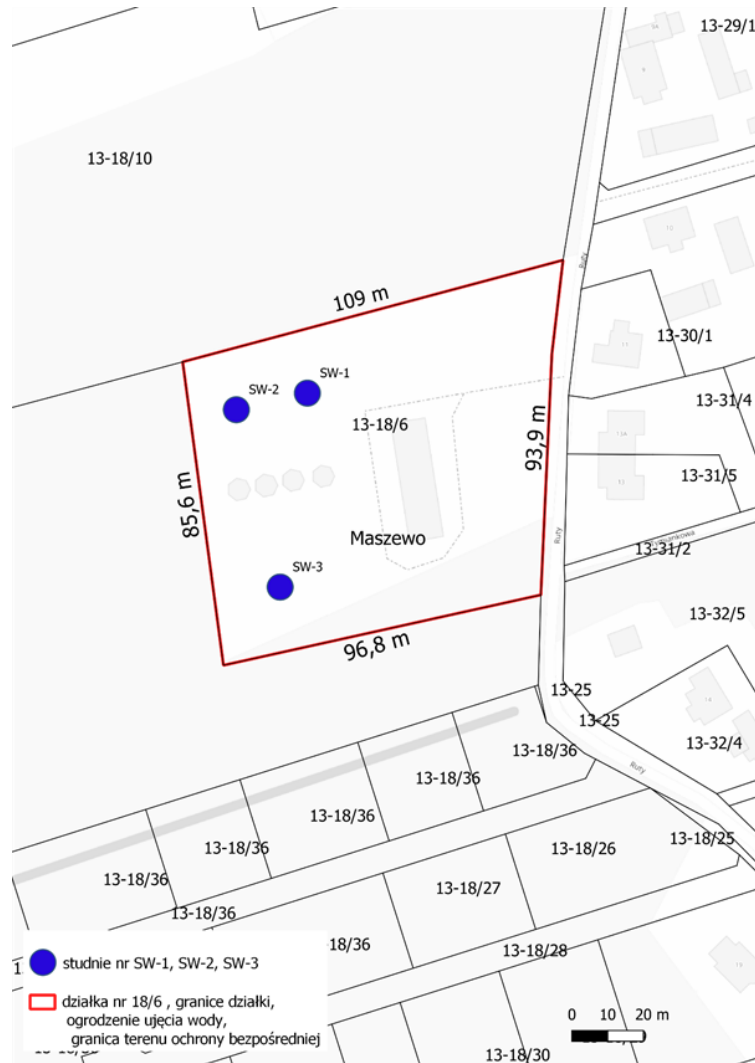 13-29/1
13-18/10
Ruty
109 m
13-30/1
SW-1
SW-2
13-31/4
13-18/6
93,9 m
85,6 m
13-31/5
Maszewo
Ruty
13-31/2
SW-3
13-32/5
96,8 m
13-25
13-25
13-32/4
13-18/36
Ruty
13-18/36
13-18/36
13-18/25
13-18/36
13-18/26
13-18/36
13-18/27
13-18/36
/36
13-18/28
studnie nr SW-1, SW-2, SW-3
działka nr 18/6 , granice działki,
ogrodzenie ujęcia wody,
granica terenu ochrony bezpośredniej
0 10 20 m
13-18/30